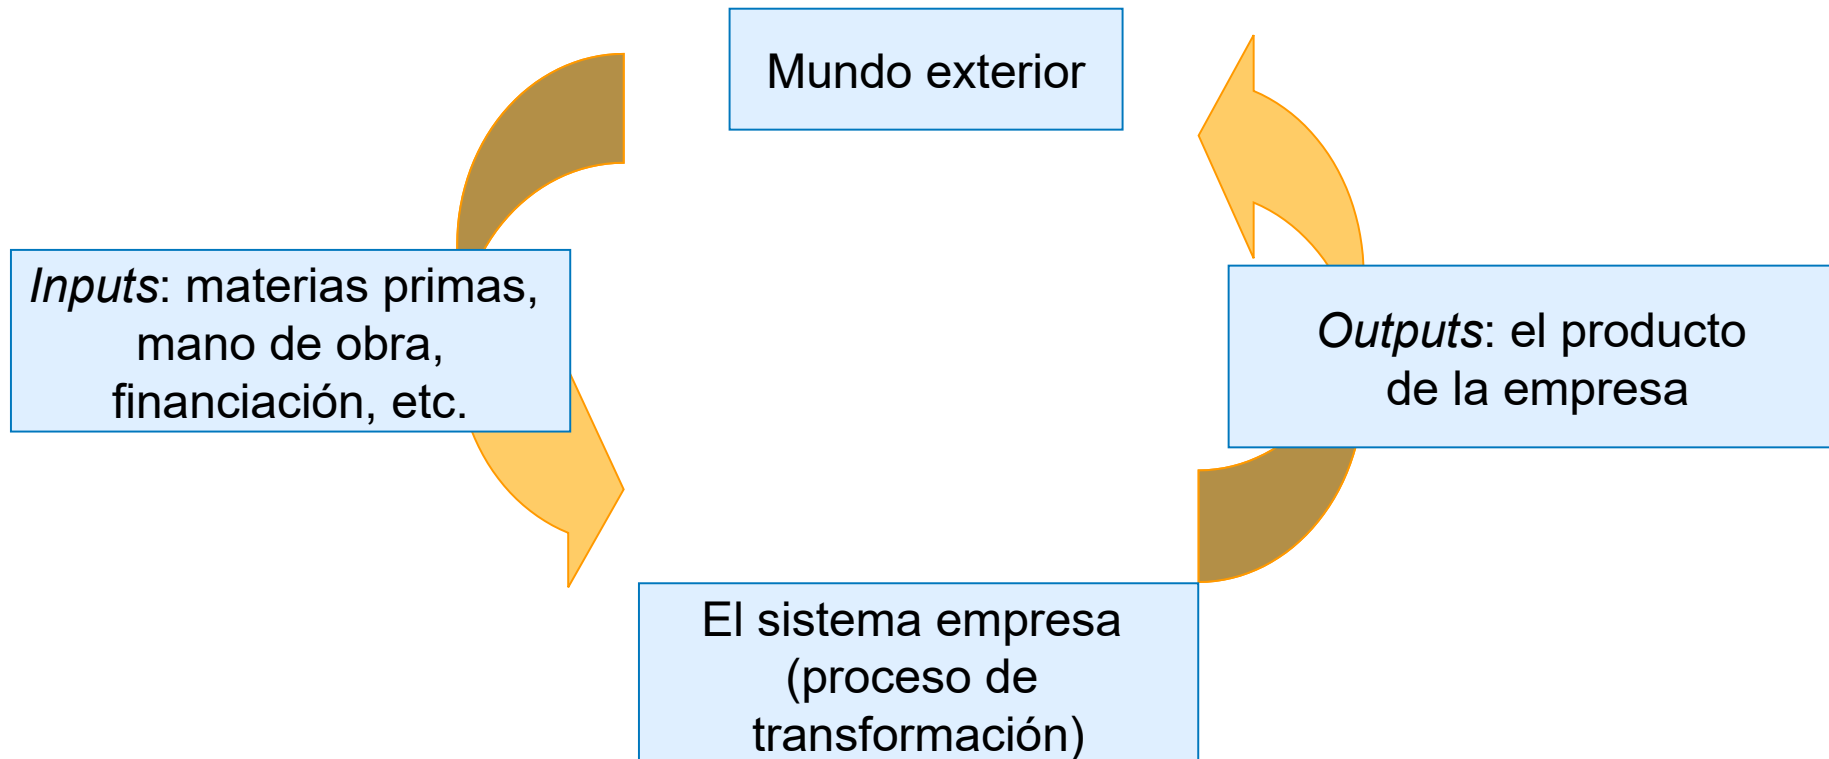 Mundo exterior
Inputs: materias primas,
mano de obra,
financiación, etc.
Outputs: el producto
de la empresa
El sistema empresa
(proceso de
transformación)